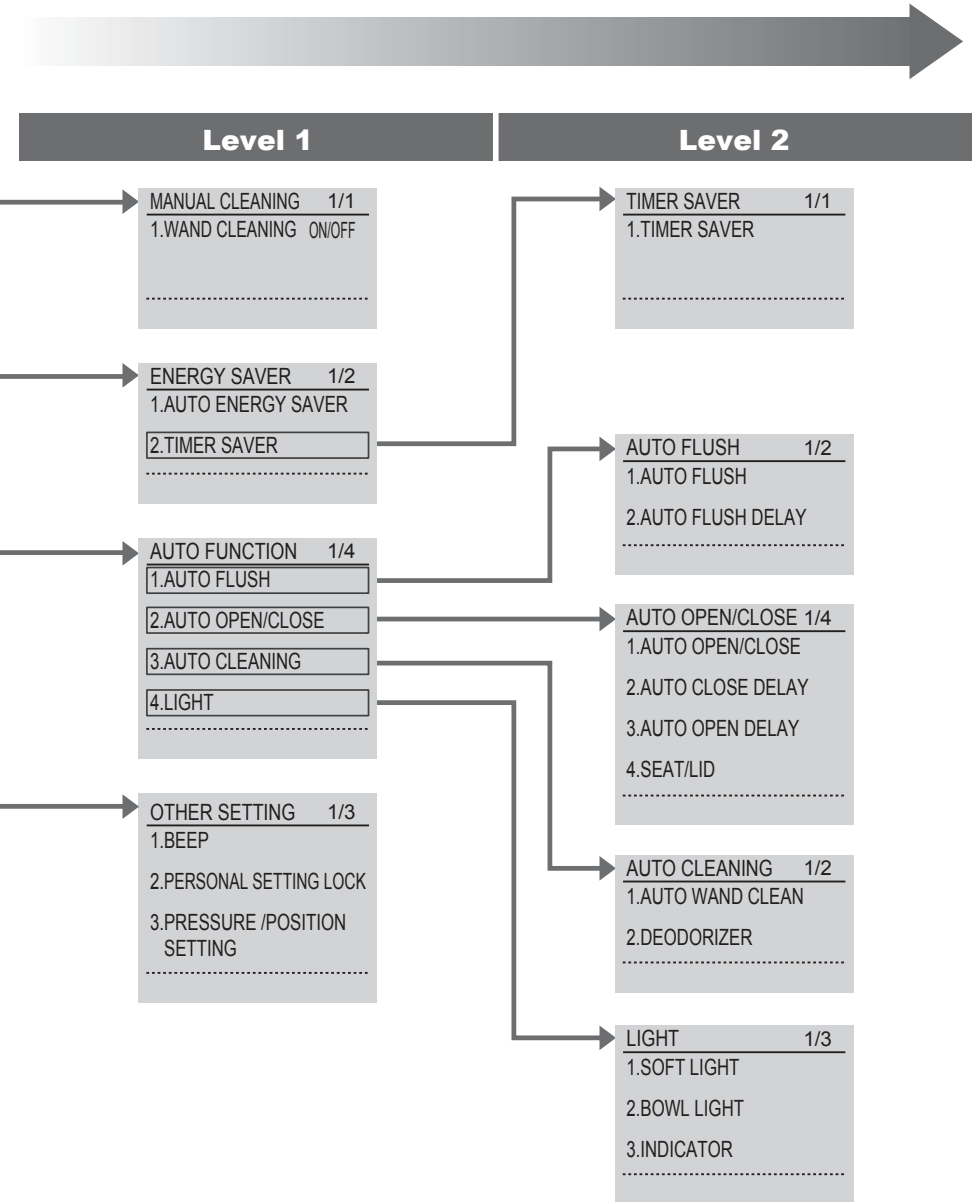 Level 1
Level 2
MANUAL CLEANING 1/1
1.WAND CLEANING ON/OFF
ENERGY SAVER 1/2
1.AUTO ENERGY SAVER
2.TIMER SAVER
AUTO FUNCTION 1/4
1.AUTO FLUSH
2.AUTO OPEN/CLOSE
3.AUTO CLEANING
4.LIGHT
OTHER SETTING 1/3
1.BEEP
2.PERSONAL SETTING LOCK
3.PRESSURE /POSITION
SETTING
TIMER SAVER 1/1
1.TIMER SAVER
AUTO FLUSH 1/2
1.AUTO FLUSH
2.AUTO FLUSH DELAY
AUTO OPEN/CLOSE 1/4
1.AUTO OPEN/CLOSE
2.AUTO CLOSE DELAY
3.AUTO OPEN DELAY
4.SEAT/LID
AUTO CLEANING 1/2
1.AUTO WAND CLEAN
2.DEODORIZER
LIGHT 1/3
1.SOFT LIGHT
2.BOWL LIGHT
3.INDICATOR